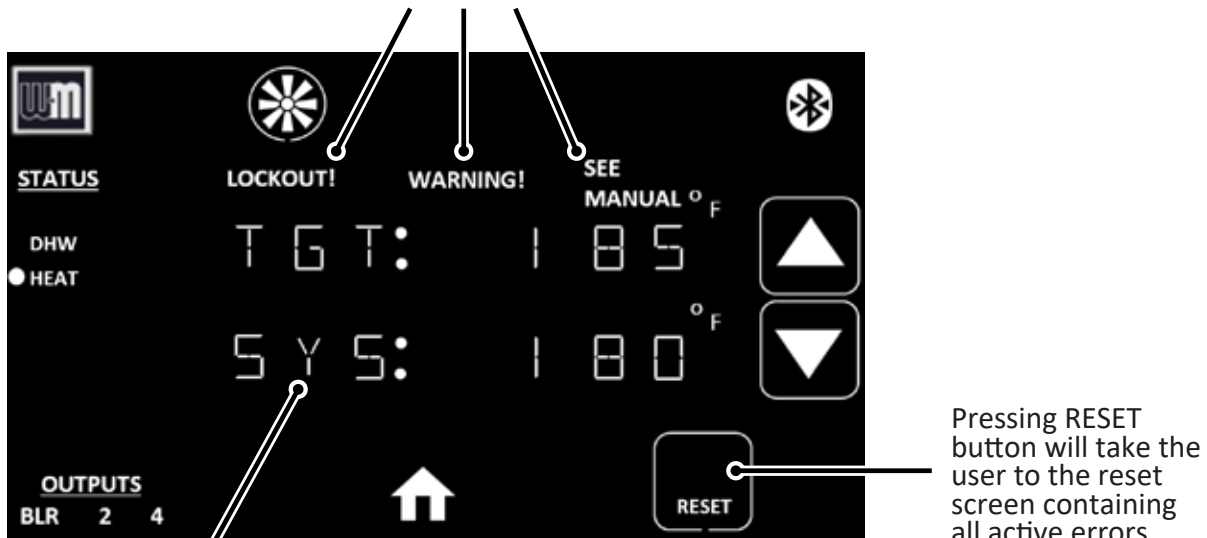 W-M
STATUS
LOCKOUT! WARNING! SEE
MANUAL °F
DHW
HEAT
TGT: 185
°F
SYS: 180
OUTPUTS
BLR 2 4
RESET
Pressing RESET
button will take the
user to the reset
screen containing
all active errors